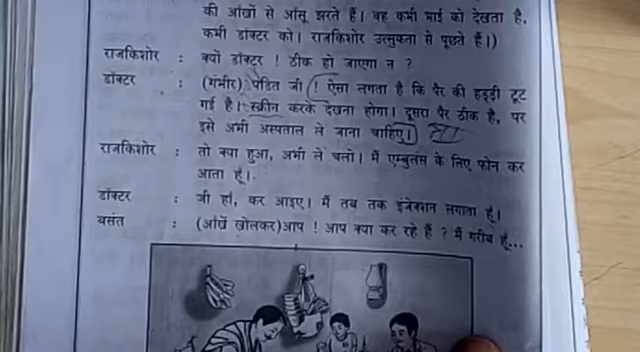 की आँखों से आँसू झरते हैं। वह कभी भाई को देखता है,
कभी डॉक्टर को। राजकिशोर उत्सुकता से पूछते हैं।)
राजकिशोर : क्यों डॉक्टर ! ठीक हो जाएगा न ?
डॉक्टर : (गंभीर) पंडित जी ! ऐसा लगता है कि पैर की हड्डी टूट
गई है। स्क्रीन करके देखना होगा। दूसरा पैर ठीक है, पर
इसे अभी अस्पताल ले जाना चाहिए।
राजकिशोर : तो क्या हुआ, अभी ले चलो। मैं एम्बुलेंस के लिए फोन कर
आता हूँ।
डॉक्टर : जी हाँ, कर आइए। मैं तब तक इंजेक्शन लगाता हूँ।
बसंत : (आँखें खोलकर)आप ! आप क्या कर रहे हैं ? मैं गरीब हूँ...